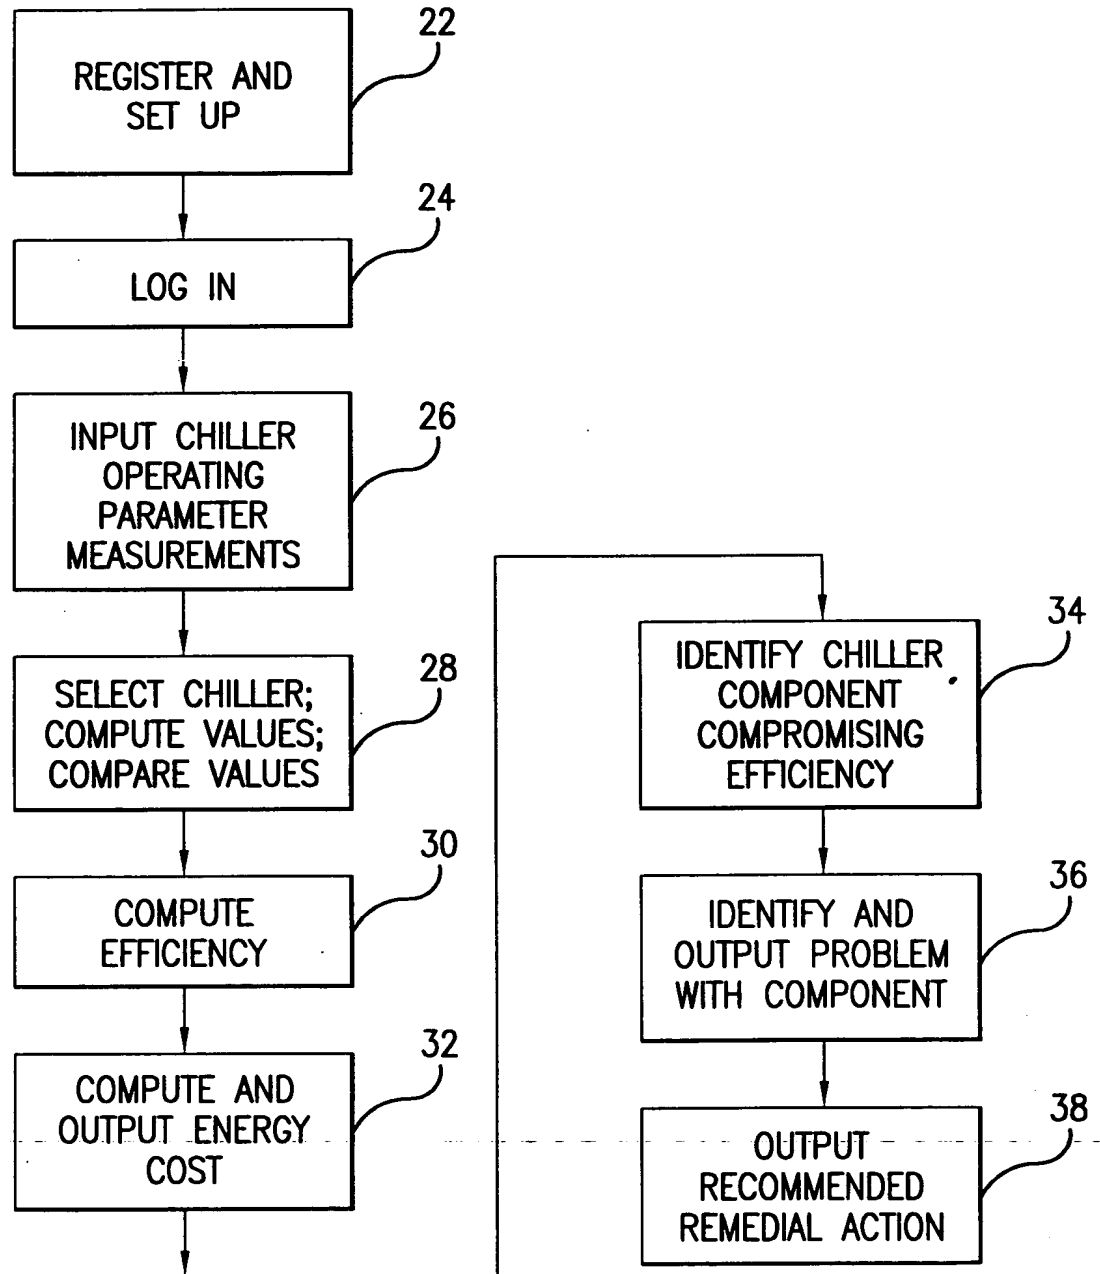 22
REGISTER AND
SET UP
24
LOG IN
26
INPUT CHILLER
OPERATING
PARAMETER
MEASUREMENTS
28
SELECT CHILLER;
COMPUTE VALUES;
COMPARE VALUES
30
COMPUTE
EFFICIENCY
32
COMPUTE AND
OUTPUT ENERGY
COST
34
IDENTIFY CHILLER
COMPONENT
COMPROMISING
EFFICIENCY
36
IDENTIFY AND
OUTPUT PROBLEM
WITH COMPONENT
38
OUTPUT
RECOMMENDED
REMEDIAL ACTION